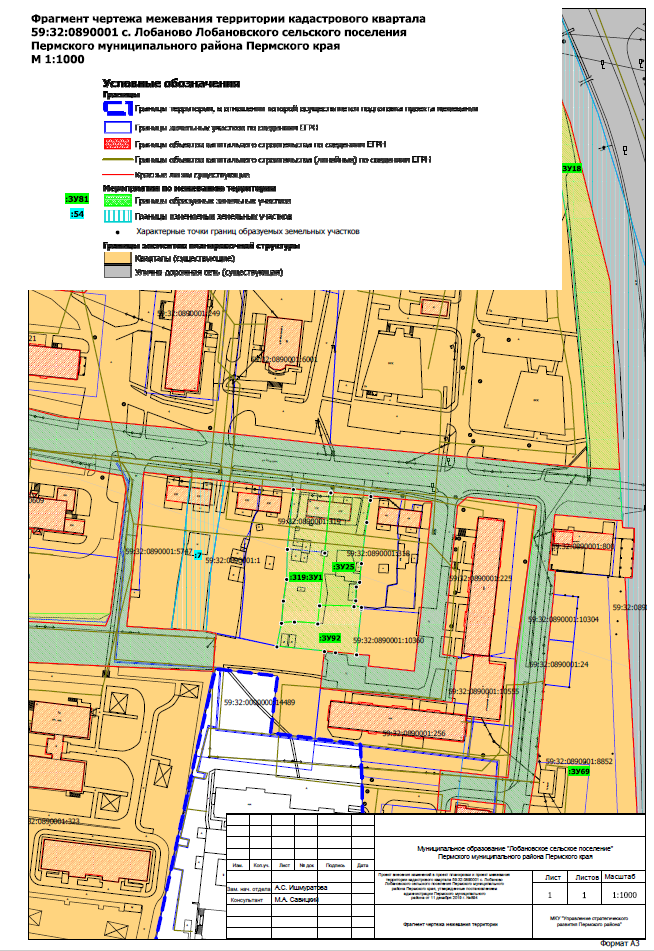 Фрагмент чертежа межевания территории кадастрового квартала
59:32:0890001 с. Лобаново Лобановского сельского поселения
Пермского муниципального района Пермского края
М 1:1000
Условные обозначения
Границы
Границы территории, в отношении которой осуществляется подготовка проекта межевания
Границы земельных участков по сведениям ЕГРН
Границы объектов капитального строительства по сведениям ЕГРН
Границы объектов капитального строительства (линейные) по сведениям ЕГРН
Красные линии существующие
Мероприятия по межеванию территории
:ЗУ81 Границы образуемых земельных участков
:54 Границы изменяемых земельных участков
Характерные точки границ образуемых земельных участков
Границы элементов планировочной структуры
Кварталы (существующие)
Улично дорожная сеть (существующая)
:ЗУ18
59:32:0890001:249
59:32:0890001:6001
59:32:0890001:319
59:32:0890001:318
59:32:0890001:5747
:7
59:32:0890001:1
:ЗУ25
:319:ЗУ1
59:32:0890001:229
59:32:0890001:10304
:ЗУ92
59:32:0890001:10360
59:32:0890001:24
59:32:0000000:14489
59:32:0890001:10555
59:32:0890001:256
59:32:0890001:8852
:ЗУ69
59:32:0890001:323
Муниципальное образование "Лобановское сельское поселение"
Пермского муниципального района Пермского края
Изм. Кол.уч. Лист № док Подпись Дата
Зам. нач. отдела А.С. Ишмуратова
Консультант М.А. Савицкий
Лист Листов Масштаб
1 1 1:1000
Фрагмент чертежа межевания территории
МКУ "Управление стратегического
развития Пермского района"
Формат А3